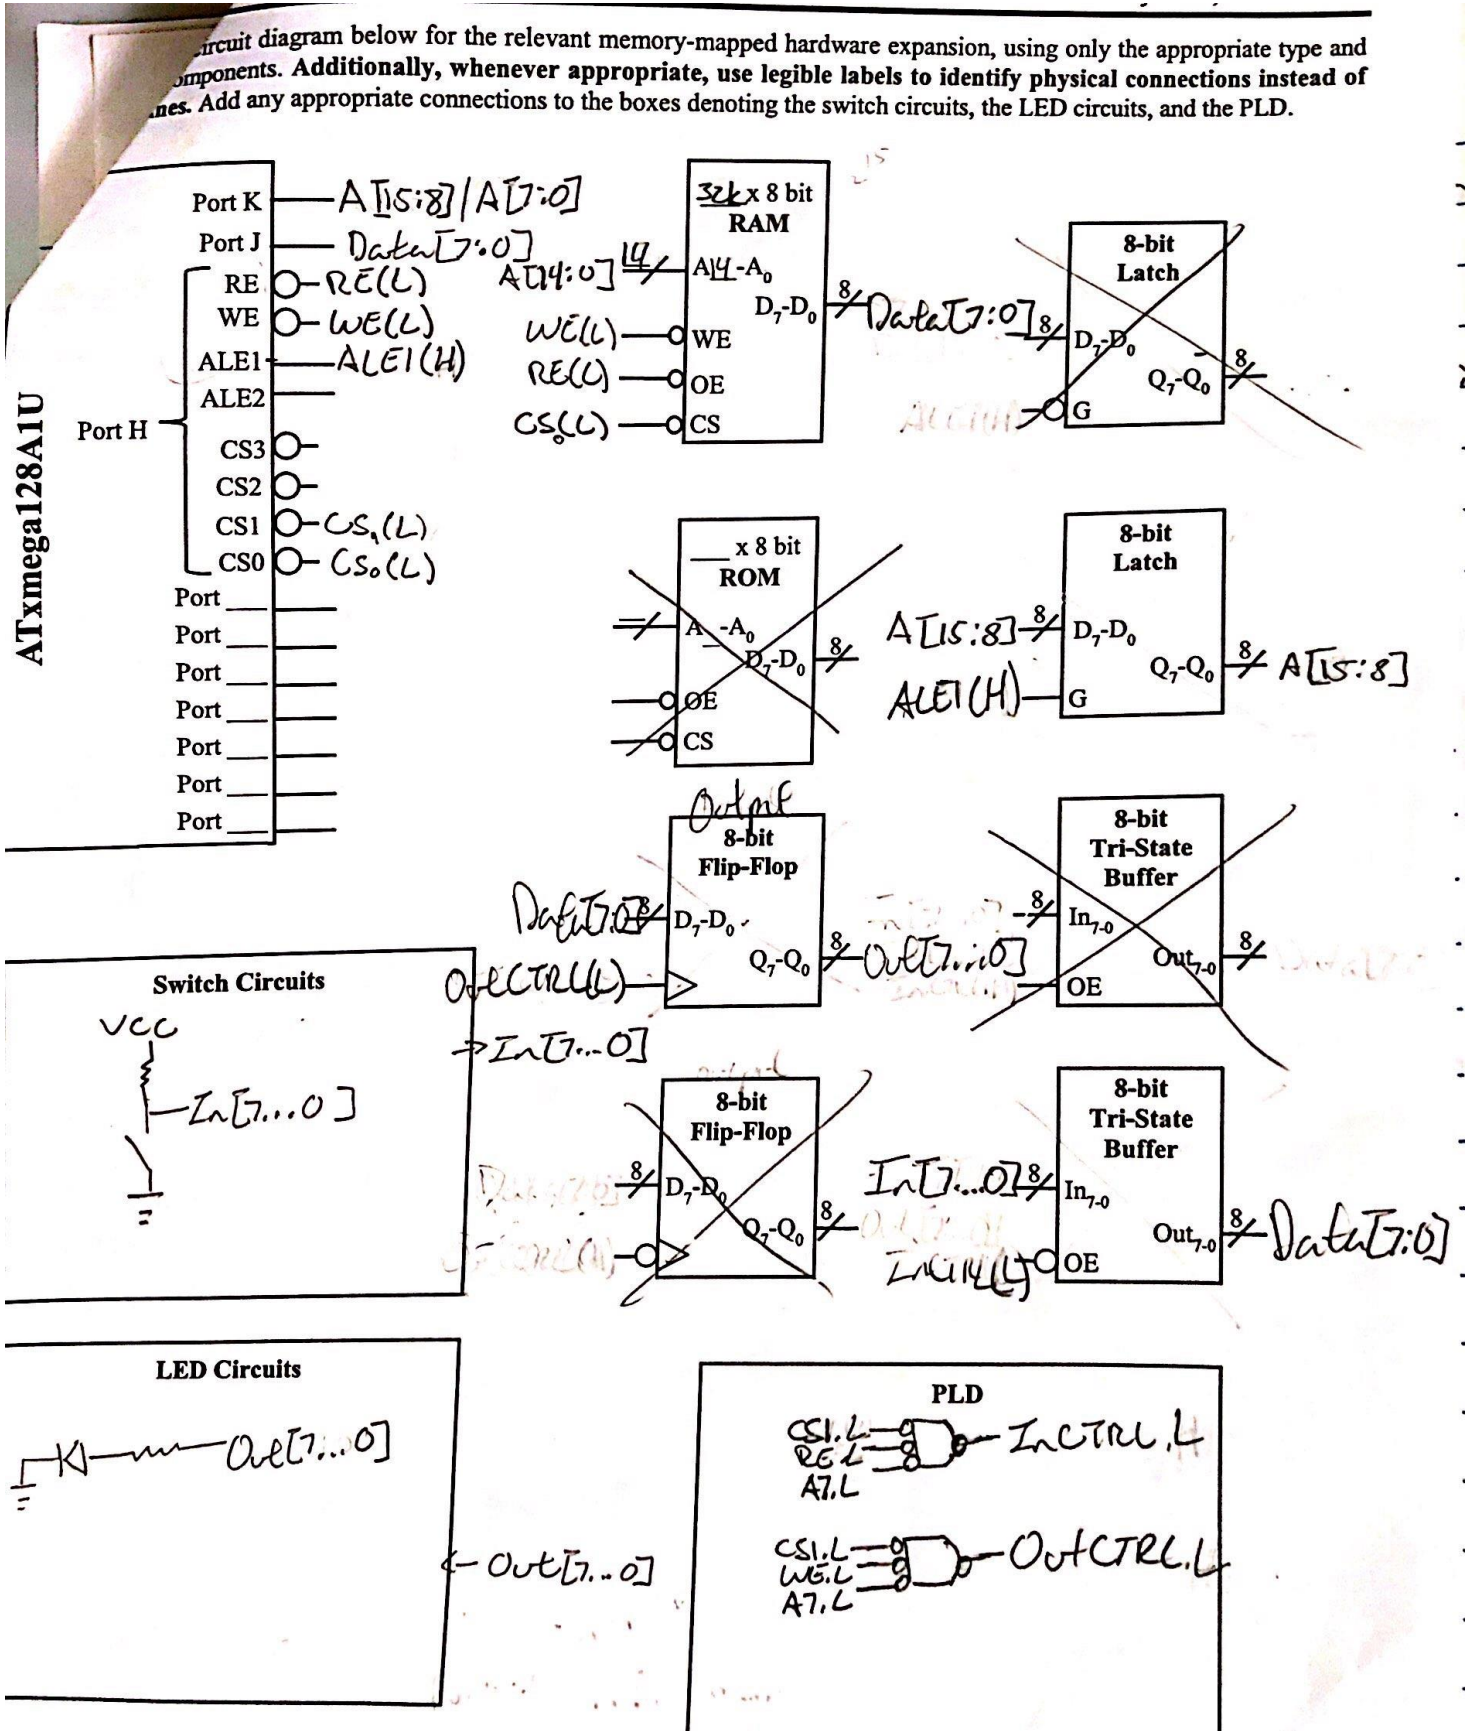 circuit diagram below for the relevant memory-mapped hardware expansion, using only the appropriate type and
components. Additionally, whenever appropriate, use legible labels to identify physical connections instead of
Add any appropriate connections to the boxes denoting the switch circuits, the LED circuits, and the PLD.
ATxmega128A1U
Port K A[15:8]/A[7:0]
Port J Data[7:0]
Port H
RE RE(L)
WE WE(L)
ALE1 ALE1(H)
ALE2
CS3
CS2
CS1 CS1(L)
CS0 CS0(L)
Port ___
Port ___
Port ___
Port ___
Port ___
Port ___
Port ___
32k x 8 bit
RAM
A[14:0] 14 A14-A0
D7-D0 8 Data[7:0]
WE(L) WE
RE(L) OE
CS0(L) CS
8-bit
Latch
8 D7-D0
Q7-Q0 8
G
___ x 8 bit
ROM
A_-A0
D7-D0 8
OE
CS
8-bit
Latch
A[15:8] 8 D7-D0
Q7-Q0 8 A[15:8]
ALE1(H) G
Output
8-bit
Flip-Flop
Data[7:0] 8 D7-D0
Q7-Q0 8 Out[7...0]
OutCTRL(L)
8-bit
Tri-State
Buffer
8 In7-0
Out7-0 8
OE
Switch Circuits
VCC
In[7...0]
In[7...0]
8-bit
Flip-Flop
8 D7-D0
Q7-Q0 8
8-bit
Tri-State
Buffer
In[7...0] 8 In7-0
Out7-0 8 Data[7:0]
InCTRL(L) OE
LED Circuits
Out[7...0]
Out[7...0]
PLD
CS1.L
RE.L
A7.L
InCTRL.L
CS1.L
WE.L
A7.L
OutCTRL.L